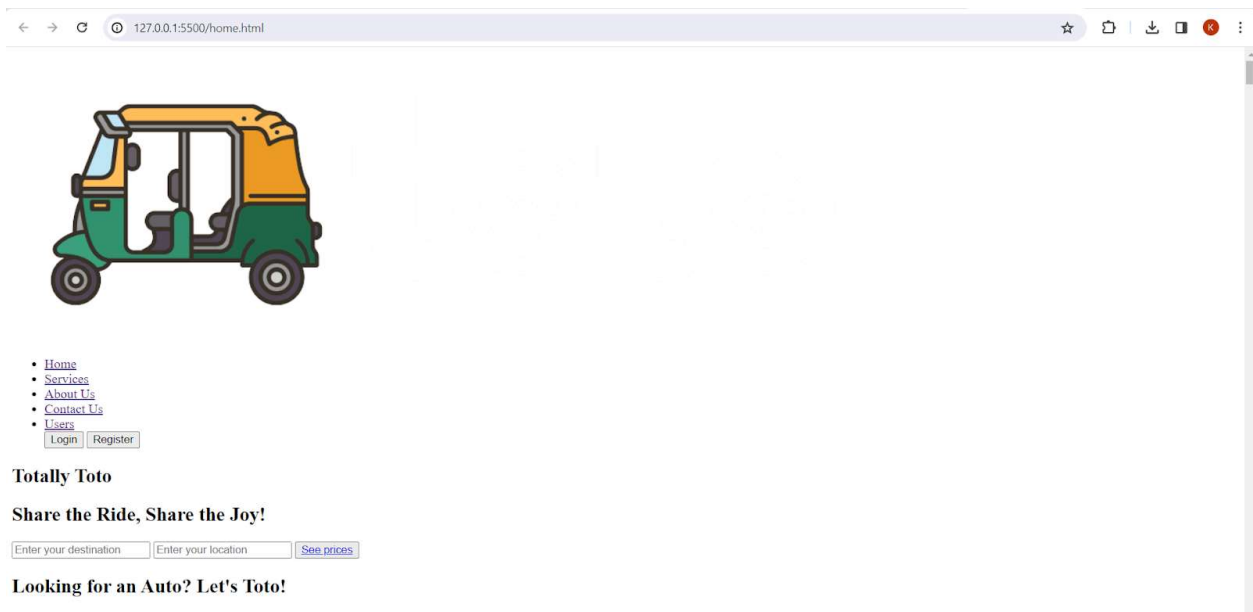 127.0.0.1:5500/home.html
K
Home
Services
About Us
Contact Us
Users
Login Register
Totally Toto
Share the Ride, Share the Joy!
Enter your destination Enter your location See prices
Looking for an Auto? Let's Toto!